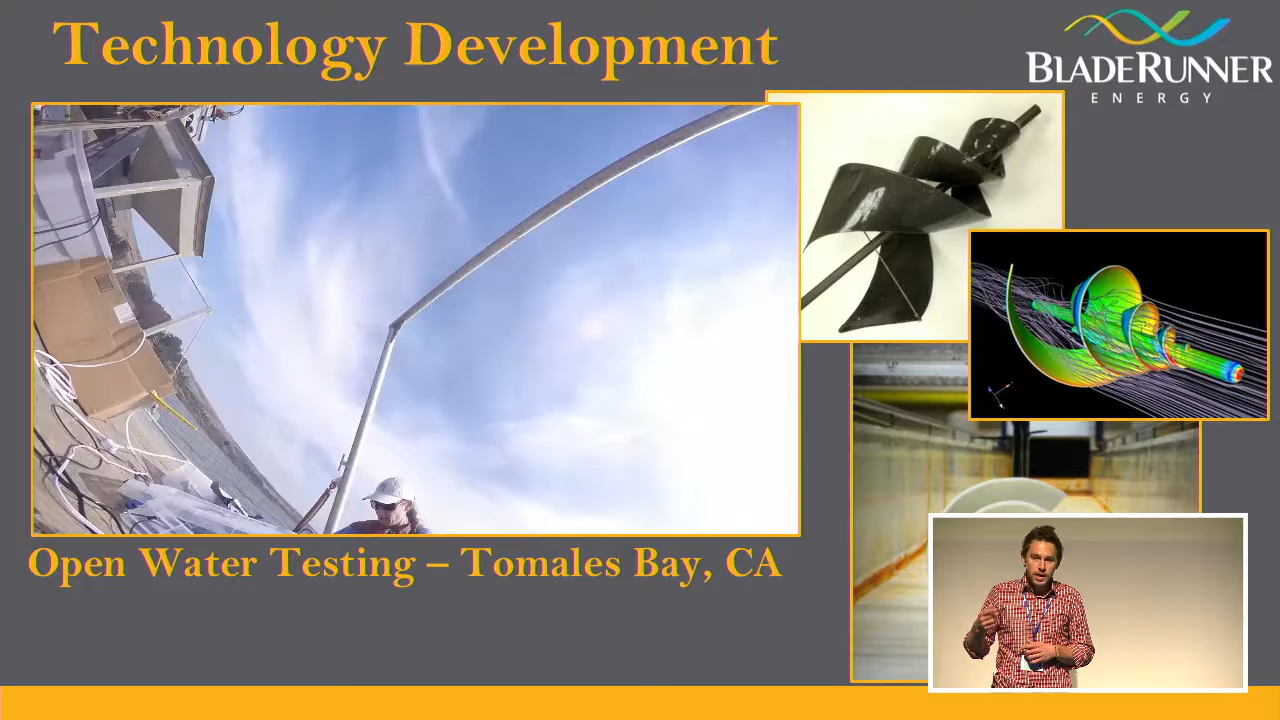 Technology Development
BLADERUNNER
ENERGY
Open Water Testing – Tomales Bay, CA